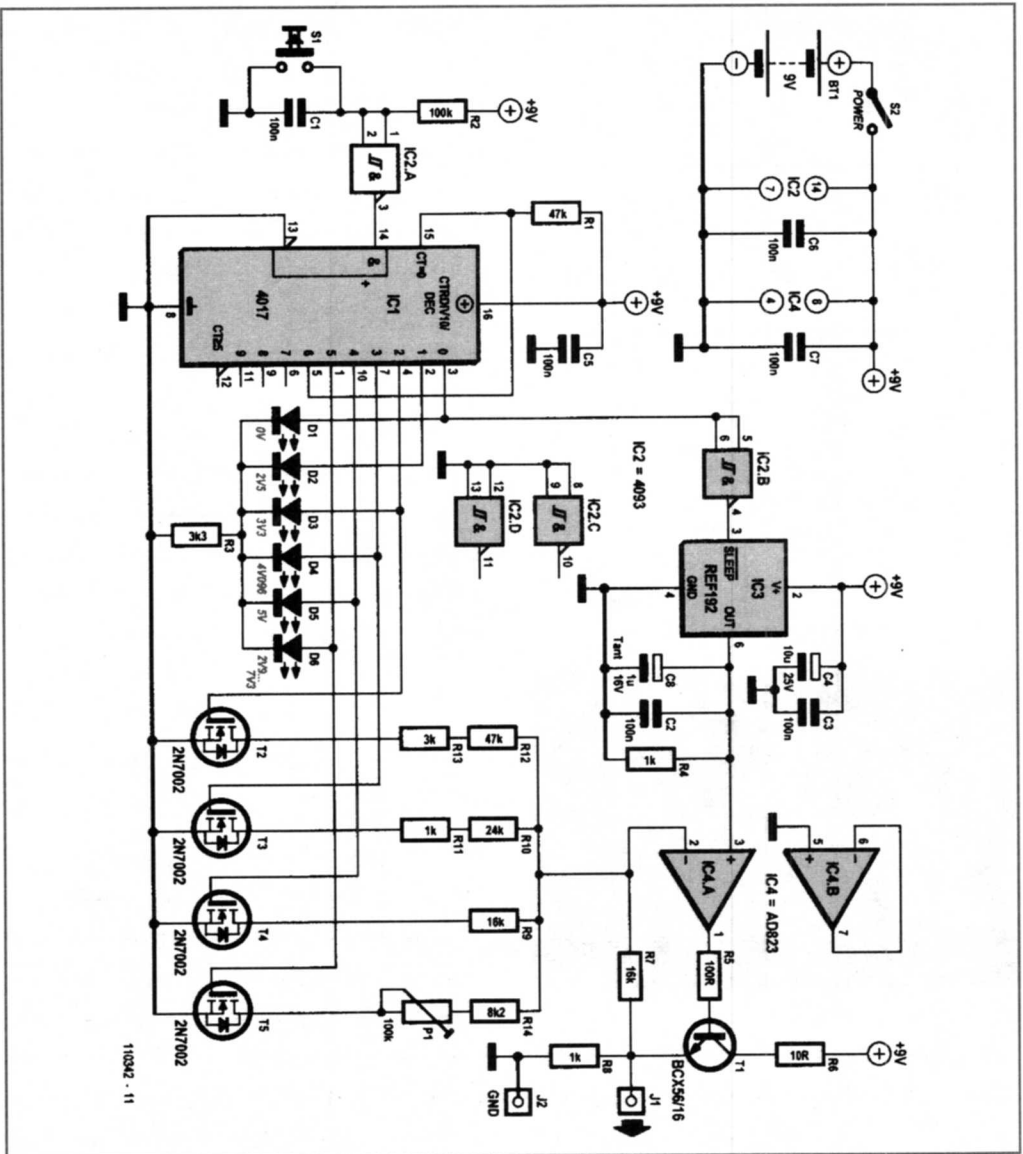 S1
C1
100n
100k
R2
+9V
1
2
IC2.A
&
3
14
13
&
+
IC1
CTRDIV10/
DEC
CT=0
15
16
4017
8
CT≥5
12
9
11
8
9
7
6
6
5
5
1
4
10
3
7
2
4
1
2
0
3
47k
R1
+9V
C5
100n
BT1
9V
S2
POWER
14
IC2
7
C6
100n
8
IC4
4
C7
100n
+9V
D1
0V
D2
2V5
D3
3V3
D4
4V096
D5
5V
D6
2V9...
7V3
3k3
R3
IC2 = 4093
5
6
IC2.B
&
4
12
13
IC2.D
&
11
8
9
IC2.C
&
10
3
SLEEP
REF192
GND
4
IC3
V+
2
OUT
6
+9V
C4
10u
25V
C3
100n
Tant
C8
1u
16V
C2
100n
1k
R4
T2
2N7002
T3
2N7002
T4
2N7002
T5
2N7002
3k
R13
47k
R12
1k
R11
24k
R10
16k
R9
100k
P1
8k2
R14
3
+
2
-
IC4.A
1
6
-
5
+
IC4.B
7
IC4 = AD823
R5
100R
R7
16k
T1
BCX56/16
R6
10R
+9V
R8
1k
J1
J2
GND
110342 - 11